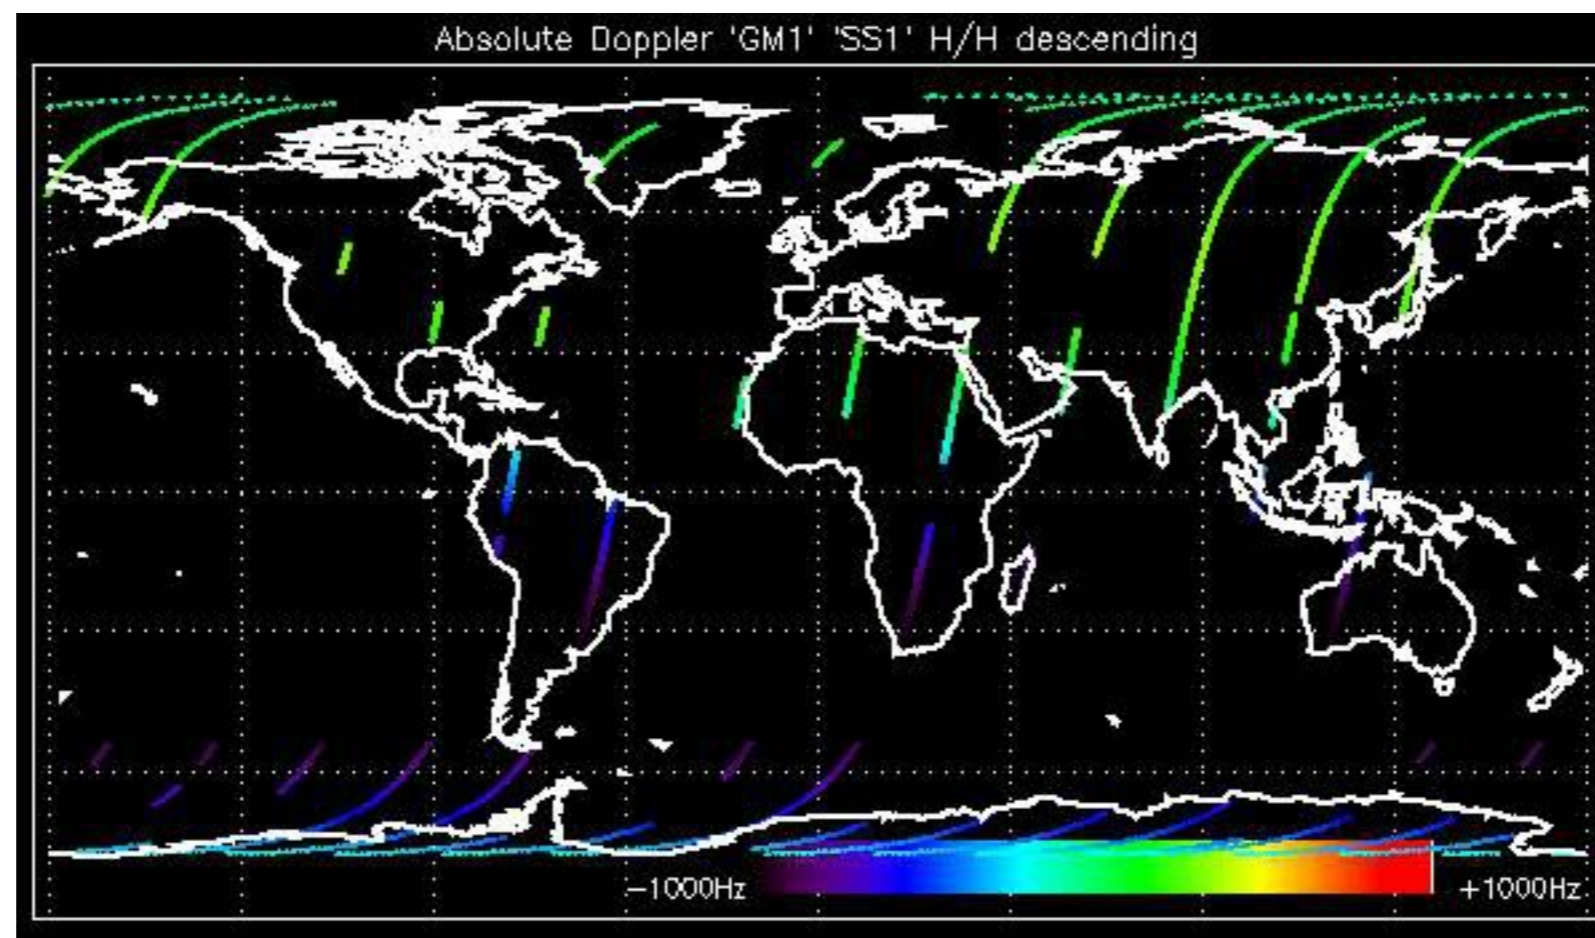 Absolute Doppler 'GM1' 'SS1' H/H descending
−1000Hz
+1000Hz